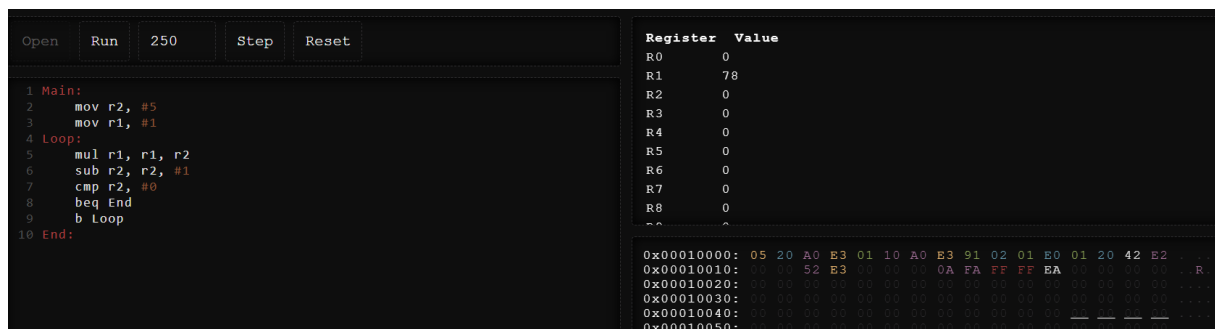 Open Run 250 Step Reset
1 Main:
2 mov r2, #5
3 mov r1, #1
4 Loop:
5 mul r1, r1, r2
6 sub r2, r2, #1
7 cmp r2, #0
8 beq End
9 b Loop
10 End:
Register Value
R0 0
R1 78
R2 0
R3 0
R4 0
R5 0
R6 0
R7 0
R8 0
0x00010000: 05 20 A0 E3 01 10 A0 E3 91 02 01 E0 01 20 42 E2 . ..
0x00010010: 00 00 52 E3 00 00 00 0A FA FF FF EA 00 00 00 00 ..R.
0x00010020: 00 00 00 00 00 00 00 00 00 00 00 00 00 00 00 00 ....
0x00010030: 00 00 00 00 00 00 00 00 00 00 00 00 00 00 00 00 ....
0x00010040: 00 00 00 00 00 00 00 00 00 00 00 00 00 00 00 00 ....
0x00010050: